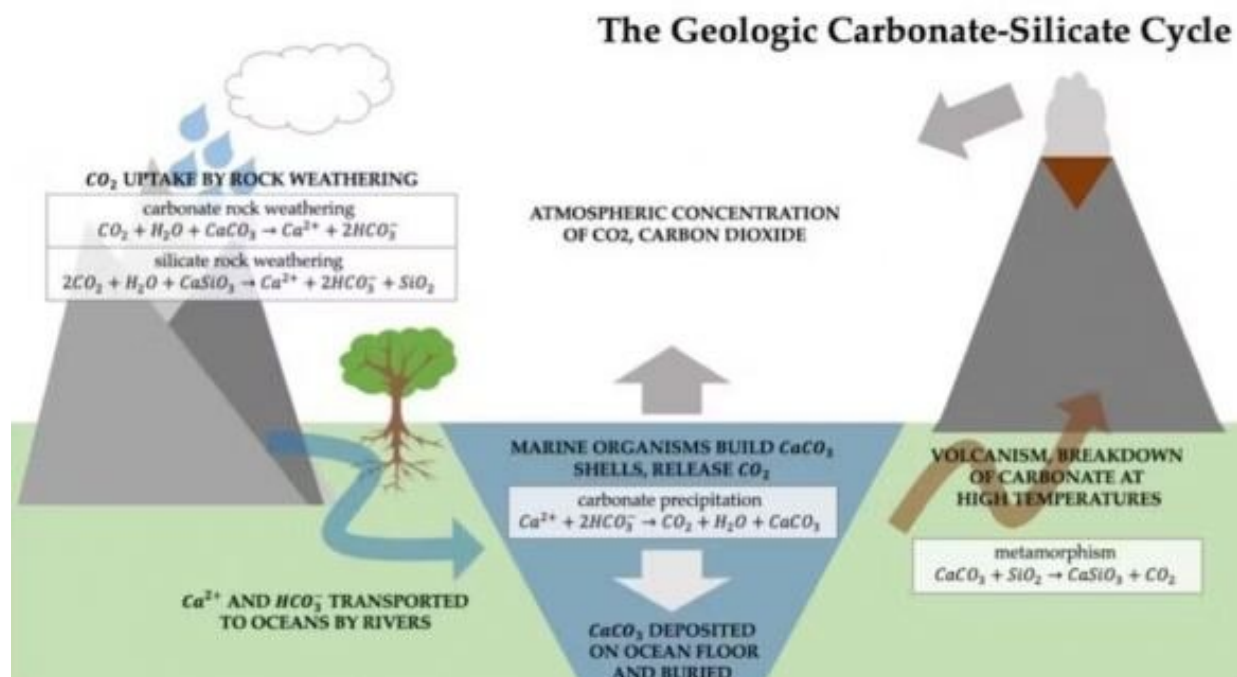 The Geologic Carbonate-Silicate Cycle
CO₂ UPTAKE BY ROCK WEATHERING
carbonate rock weathering
CO₂ + H₂O + CaCO₃ → Ca²⁺ + 2HCO₃⁻
silicate rock weathering
2CO₂ + H₂O + CaSiO₃ → Ca²⁺ + 2HCO₃⁻ + SiO₂
ATMOSPHERIC CONCENTRATION
OF CO2, CARBON DIOXIDE
MARINE ORGANISMS BUILD CaCO₃
SHELLS, RELEASE CO₂
carbonate precipitation
Ca²⁺ + 2HCO₃⁻ → CO₂ + H₂O + CaCO₃
VOLCANISM, BREAKDOWN
OF CARBONATE AT
HIGH TEMPERATURES
metamorphism
CaCO₃ + SiO₂ → CaSiO₃ + CO₂
Ca²⁺ AND HCO₃⁻ TRANSPORTED
TO OCEANS BY RIVERS
CaCO₃ DEPOSITED
ON OCEAN FLOOR
AND BURIED